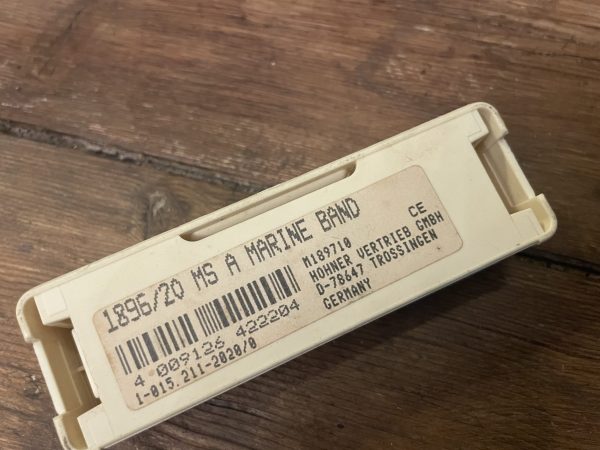 1896/20 MS A MARINE BAND
4 009126 422204
1-015.211-2020/0
CE
M189710
HOHNER VERTRIEB GMBH
D-78647 TROSSINGEN
GERMANY